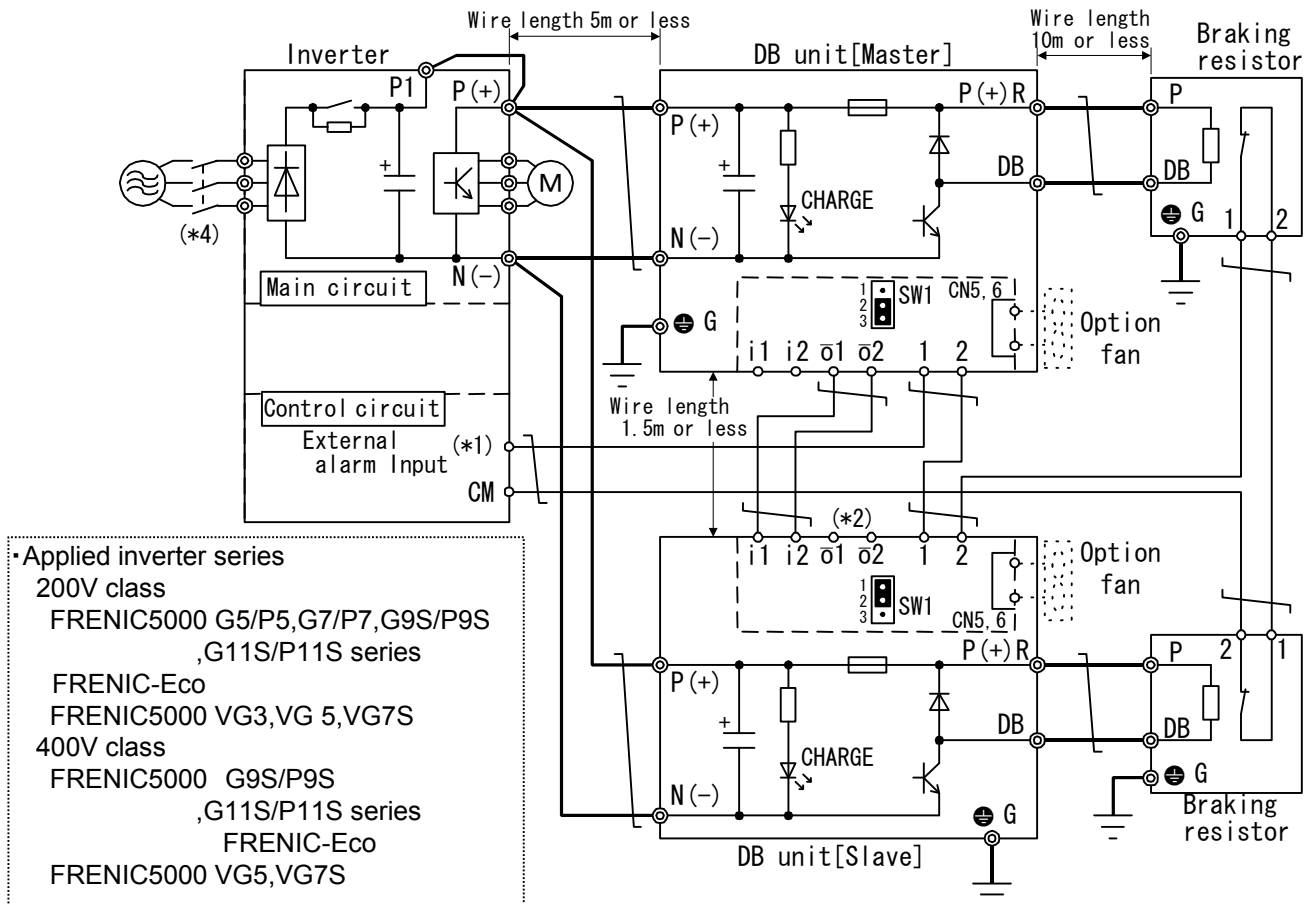 Wire length 5m or less
Wire length
10m or less
Braking
resistor
Inverter
DB unit[Master]
P1
P(+)
P(+)
P(+)R
P
+
+
M
CHARGE
DB
DB
G
1
2
(*4)
N(-)
N(-)
Main circuit
1
2
3
SW1
CN5,6
G
Option
fan
i1 i2 o̅1 o̅2 1 2
Control circuit
Wire length
1.5m or less
External
alarm Input
(*1)
CM
(*2)
i1 i2 o̅1 o̅2 1 2
1
2
3
SW1
CN5,6
Option
fan
P(+)
P(+)R
P
2
1
+
CHARGE
DB
DB
N(-)
G
G
DB unit[Slave]
Braking
resistor
･Applied inverter series
200V class
FRENIC5000 G5/P5,G7/P7,G9S/P9S
,G11S/P11S series
FRENIC-Eco
FRENIC5000 VG3,VG 5,VG7S
400V class
FRENIC5000 G9S/P9S
,G11S/P11S series
FRENIC-Eco
FRENIC5000 VG5,VG7S